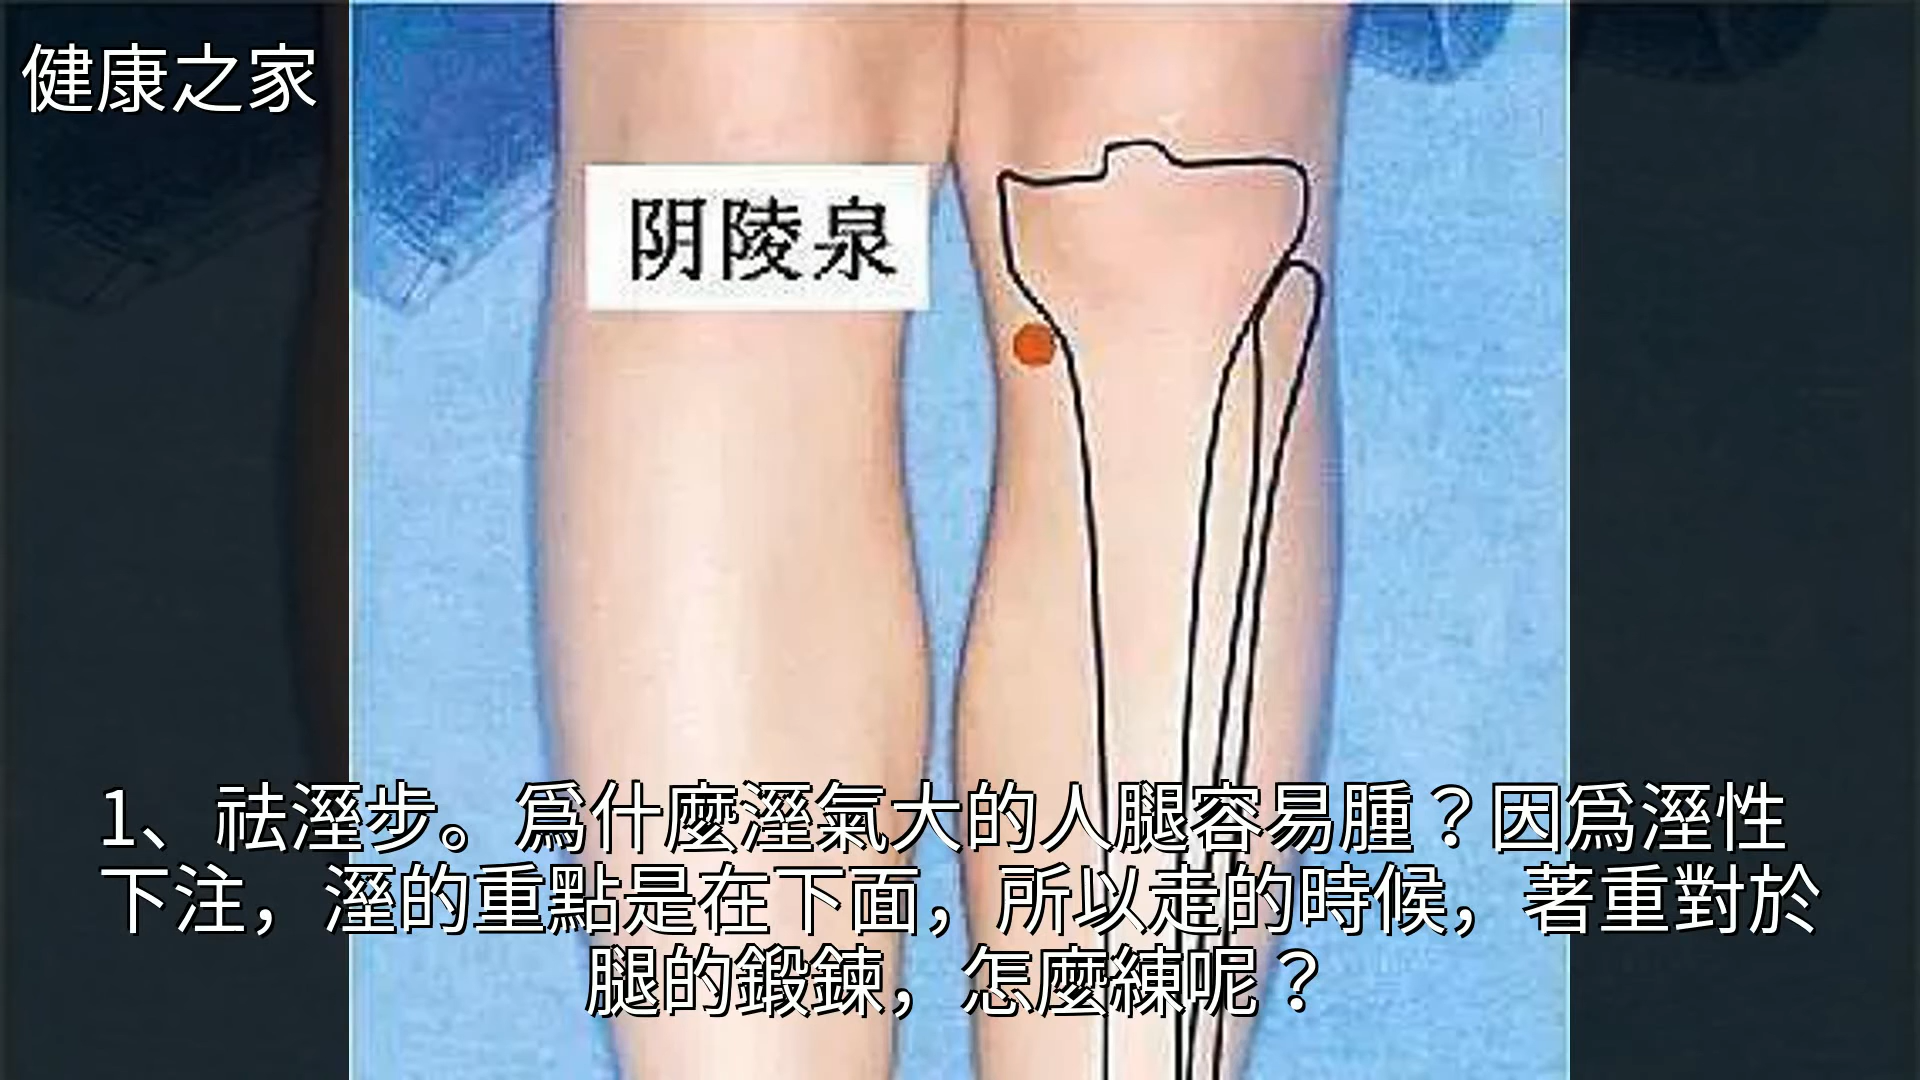 健康之家
阴陵泉
1、祛溼步。爲什麼溼氣大的人腿容易腫？因爲溼性
下注，溼的重點是在下面，所以走的時候，著重對於
腿的鍛鍊，怎麼練呢？